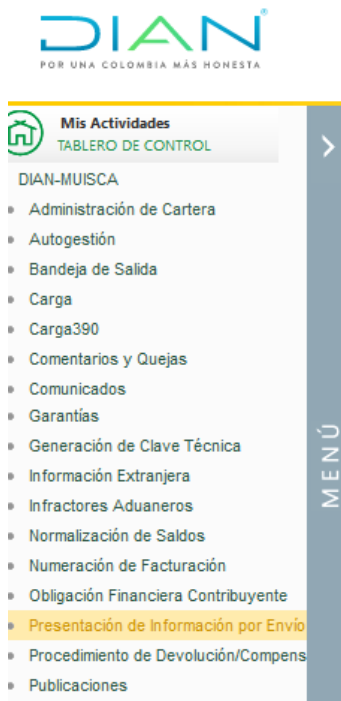 DIAN
POR UNA COLOMBIA MÁS HONESTA
Mis Actividades
TABLERO DE CONTROL
DIAN-MUISCA
Administración de Cartera
Autogestión
Bandeja de Salida
Carga
Carga390
Comentarios y Quejas
Comunicados
Garantías
Generación de Clave Técnica
Información Extranjera
Infractores Aduaneros
Normalización de Saldos
Numeración de Facturación
Obligación Financiera Contribuyente
Presentación de Información por Envío
Procedimiento de Devolución/Compens
Publicaciones
MENÚ